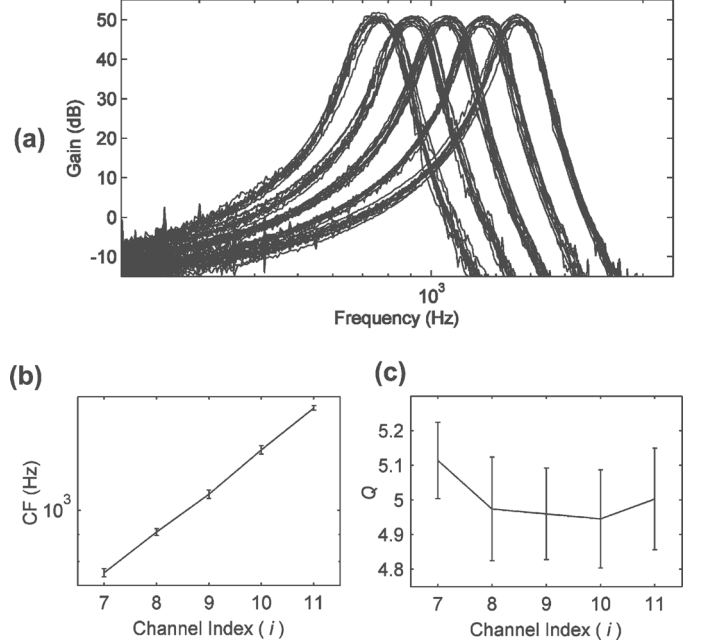 (a)
Gain (dB)
50
40
30
20
10
0
-10
10³
Frequency (Hz)
(b)
CF (Hz)
10³
7 8 9 10 11
Channel Index ( i )
(c)
Q
5.2
5.1
5
4.9
4.8
7 8 9 10 11
Channel Index ( i )